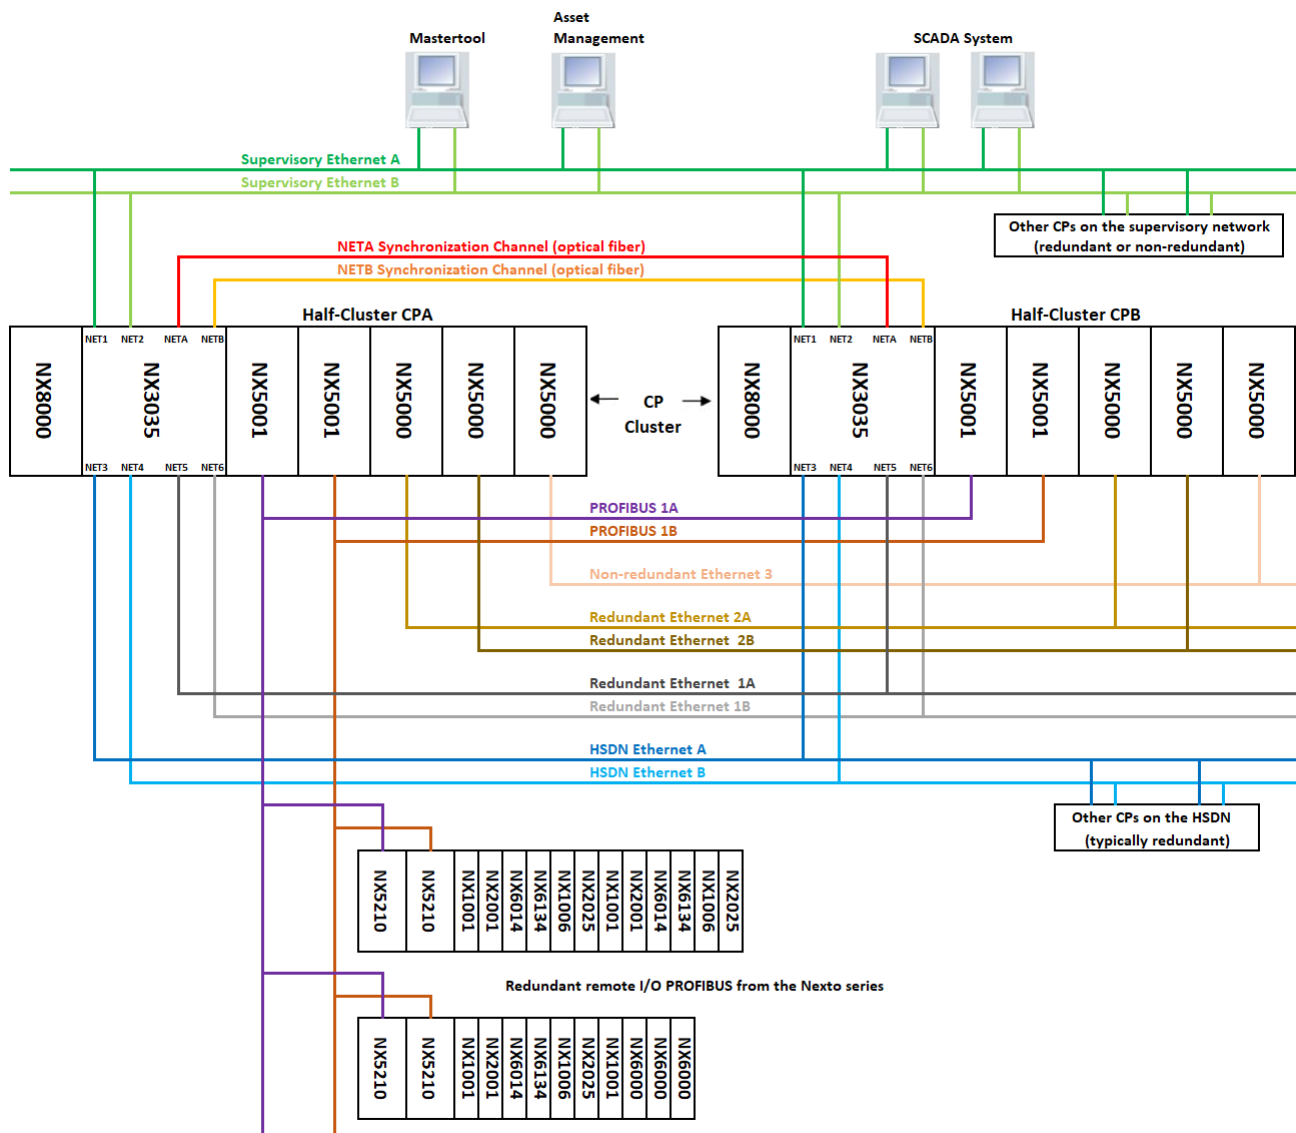 Mastertool
Asset
Management
SCADA System
Supervisory Ethernet A
Supervisory Ethernet B
Other CPs on the supervisory network
(redundant or non-redundant)
NETA Synchronization Channel (optical fiber)
NETB Synchronization Channel (optical fiber)
Half-Cluster CPA
Half-Cluster CPB
NX8000
NET1 NET2 NETA NETB
NX3035
NET3 NET4 NET5 NET6
NX5001
NX5001
NX5000
NX5000
NX5000
CP
Cluster
NX8000
NET1 NET2 NETA NETB
NX3035
NET3 NET4 NET5 NET6
NX5001
NX5001
NX5000
NX5000
NX5000
PROFIBUS 1A
PROFIBUS 1B
Non-redundant Ethernet 3
Redundant Ethernet 2A
Redundant Ethernet 2B
Redundant Ethernet 1A
Redundant Ethernet 1B
HSDN Ethernet A
HSDN Ethernet B
Other CPs on the HSDN
(typically redundant)
NX5210
NX5210
NX1001
NX2001
NX6014
NX6134
NX1006
NX2025
NX1001
NX2001
NX6014
NX6134
NX1006
NX2025
Redundant remote I/O PROFIBUS from the Nexto series
NX5210
NX5210
NX1001
NX2001
NX6014
NX6134
NX1006
NX2025
NX1001
NX6000
NX6000
NX6000